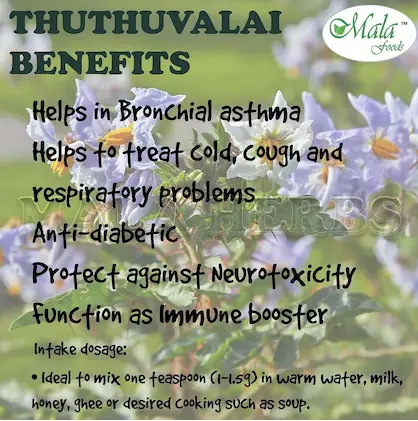 THUTHUVALAI
BENEFITS
Mala™
Foods
Helps in Bronchial asthma
Helps to treat cold, cough and
respiratory problems
MALA HERBS
Anti-diabetic
Protect against Neurotoxicity
Function as Immune booster
Intake dosage:
• Ideal to mix one teaspoon (1-1.5g) in warm water, milk,
honey, ghee or desired cooking such as soup.